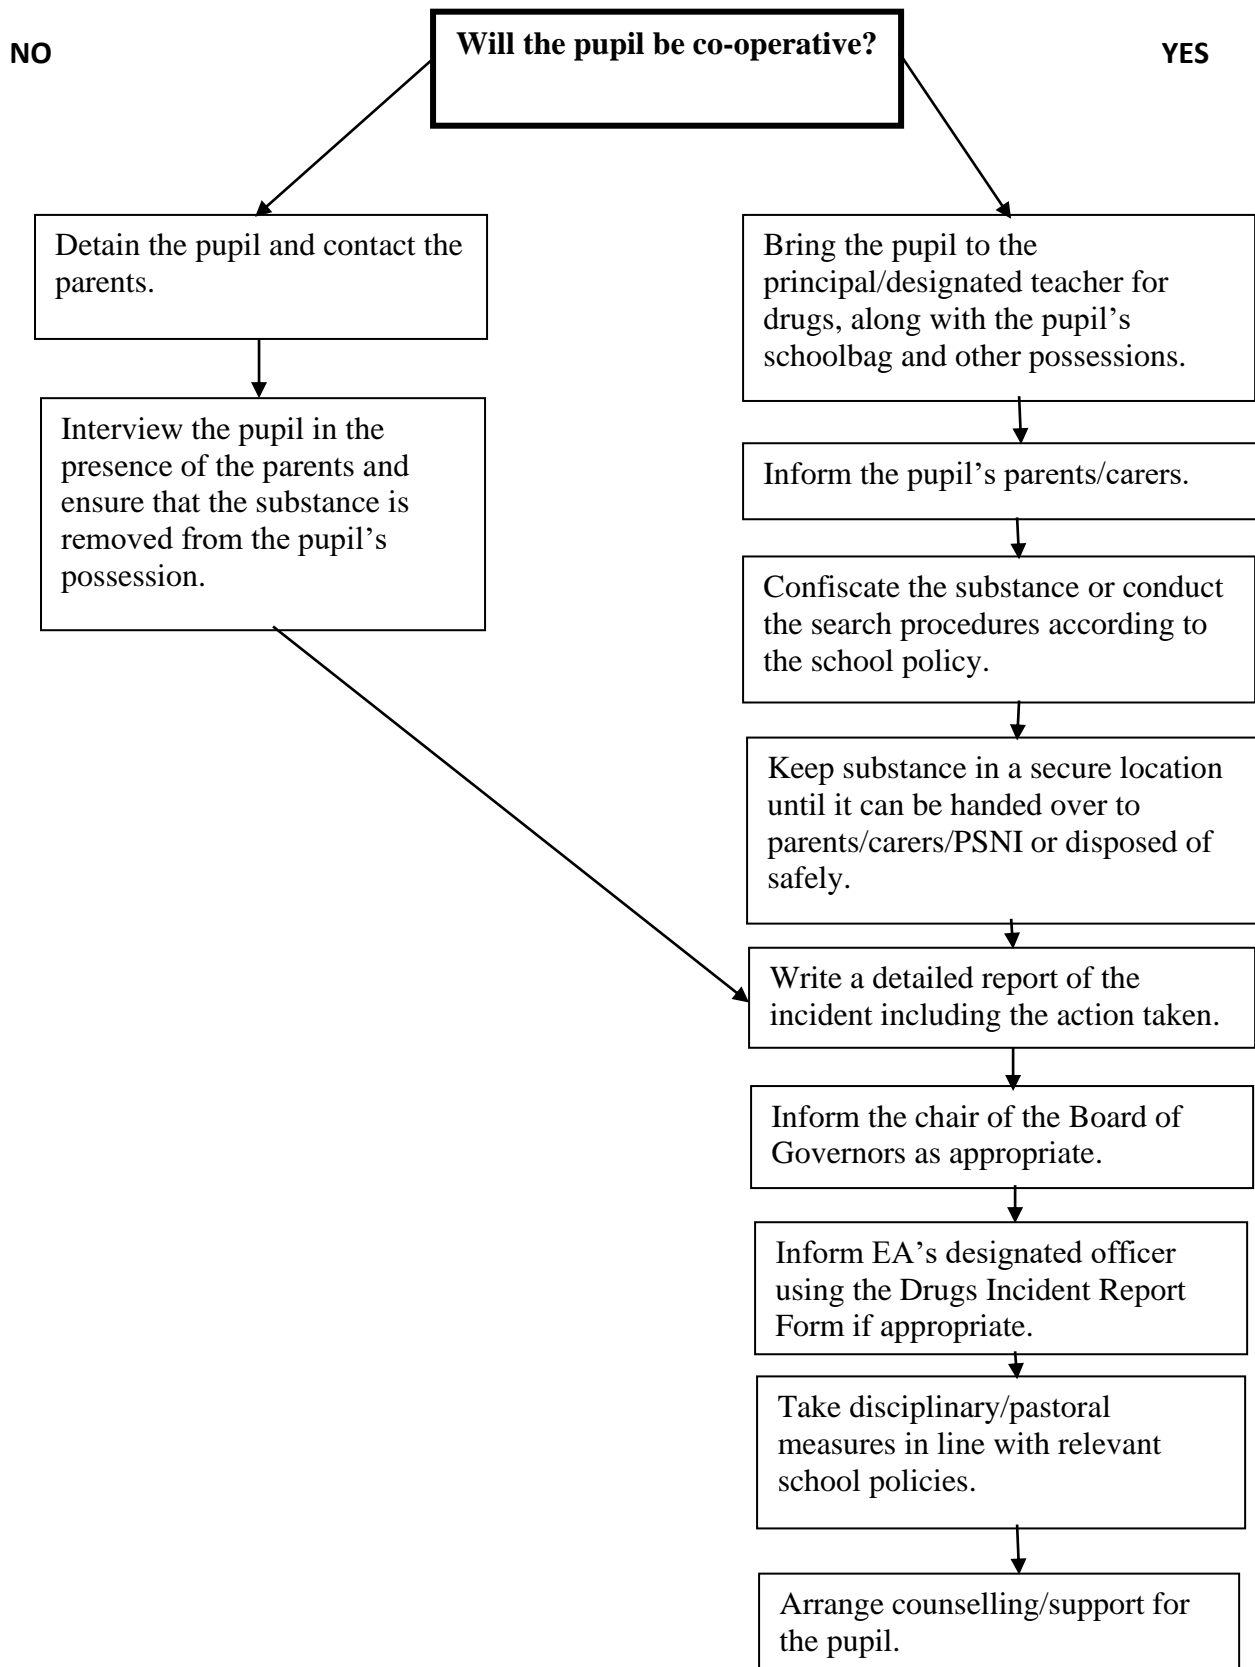 Will the pupil be co-operative?
NO
YES
Detain the pupil and contact the
parents.
Interview the pupil in the
presence of the parents and
ensure that the substance is
removed from the pupil’s
possession.
Bring the pupil to the
principal/designated teacher for
drugs, along with the pupil’s
schoolbag and other possessions.
Inform the pupil’s parents/carers.
Confiscate the substance or conduct
the search procedures according to
the school policy.
Keep substance in a secure location
until it can be handed over to
parents/carers/PSNI or disposed of
safely.
Write a detailed report of the
incident including the action taken.
Inform the chair of the Board of
Governors as appropriate.
Inform EA’s designated officer
using the Drugs Incident Report
Form if appropriate.
Take disciplinary/pastoral
measures in line with relevant
school policies.
Arrange counselling/support for
the pupil.